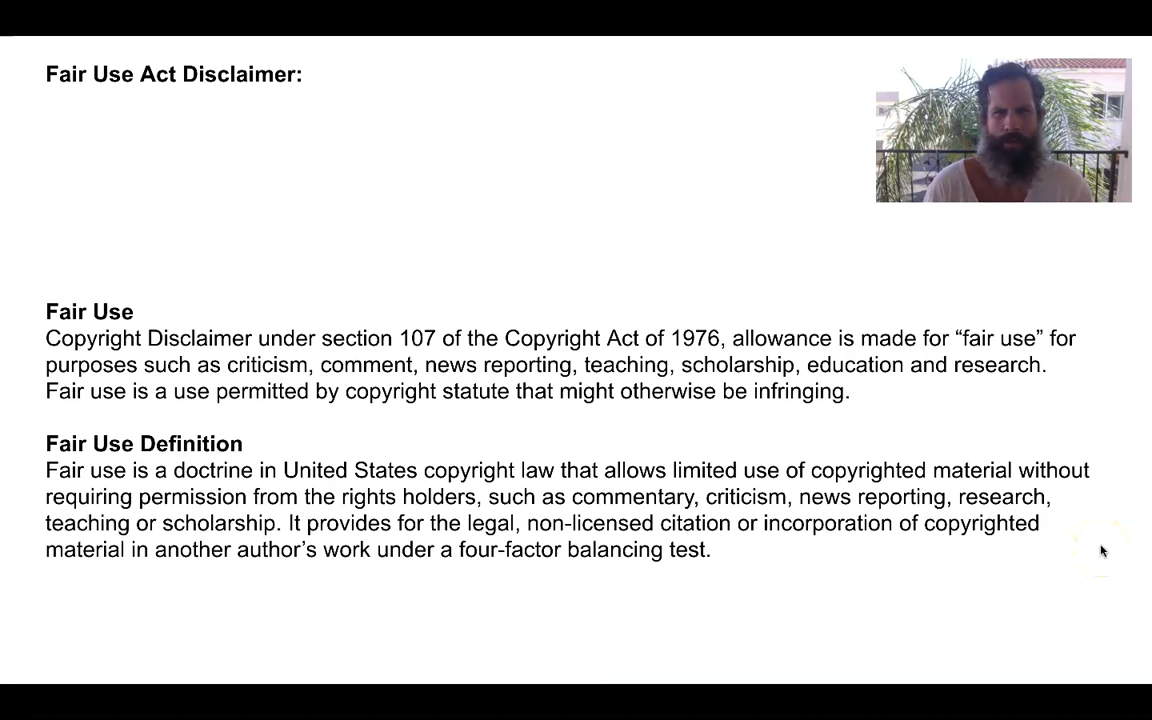 Fair Use Act Disclaimer:
Fair Use
Copyright Disclaimer under section 107 of the Copyright Act of 1976, allowance is made for “fair use” for
purposes such as criticism, comment, news reporting, teaching, scholarship, education and research.
Fair use is a use permitted by copyright statute that might otherwise be infringing.
Fair Use Definition
Fair use is a doctrine in United States copyright law that allows limited use of copyrighted material without
requiring permission from the rights holders, such as commentary, criticism, news reporting, research,
teaching or scholarship. It provides for the legal, non-licensed citation or incorporation of copyrighted
material in another author’s work under a four-factor balancing test.